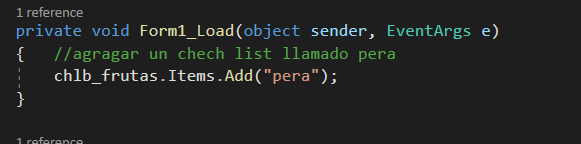 1 reference
private void Form1_Load(object sender, EventArgs e)
{ //agragar un chech list llamado pera
chlb_frutas.Items.Add("pera");
}
1 reference